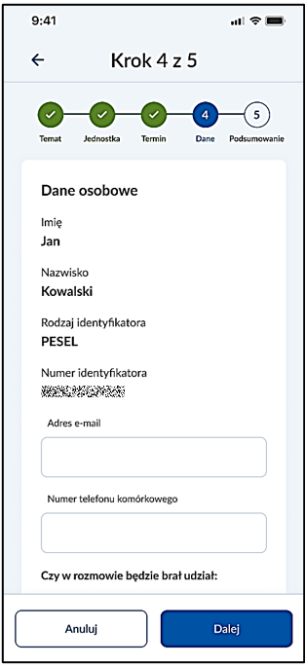 9:41
Krok 4 z 5
4
5
Temat
Jednostka
Termin
Dane
Podsumowanie
Dane osobowe
Imię
Jan
Nazwisko
Kowalski
Rodzaj identyfikatora
PESEL
Numer identyfikatora
Adres e-mail
Numer telefonu komórkowego
Czy w rozmowie będzie brał udział:
Anuluj
Dalej